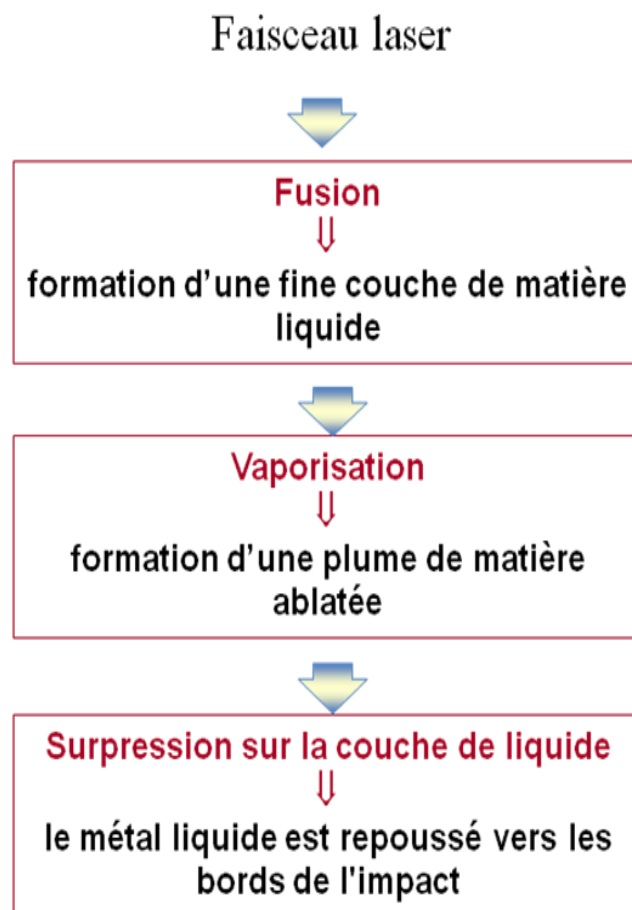 Faisceau laser
Fusion
⇓
formation d’une fine couche de matière
liquide
Vaporisation
⇓
formation d’une plume de matière
ablatée
⇓
Surpression sur la couche de liquide
⇓
le métal liquide est repoussé vers les
bords de l'impact